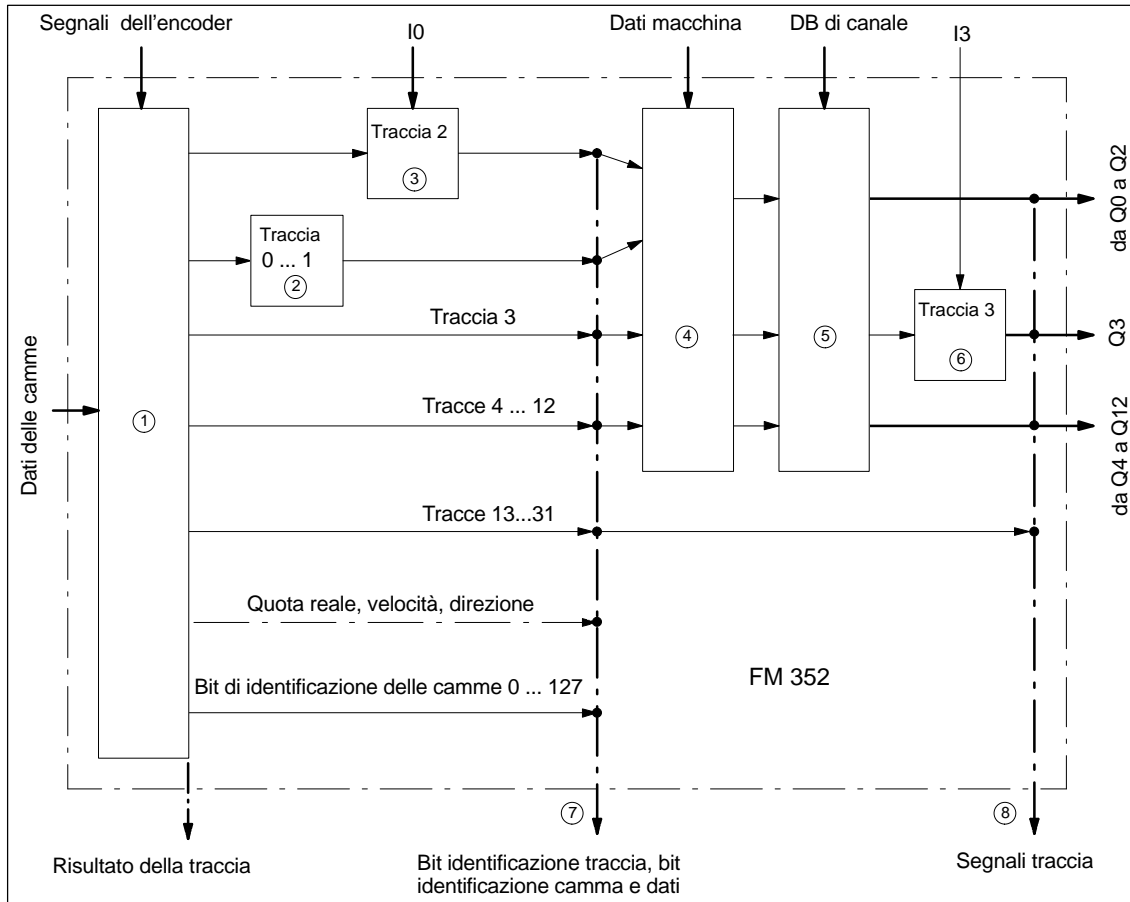 Segnali dell'encoder
I0
Dati macchina
DB di canale
I3
Traccia 2
3
Traccia
0 ... 1
2
da Q0 a Q2
Traccia 3
4
5
Traccia 3
6
Q3
Dati delle camme
1
Tracce 4 ... 12
da Q4 a Q12
Tracce 13...31
Quota reale, velocità, direzione
Bit di identificazione delle camme 0 ... 127
FM 352
7
8
Risultato della traccia
Bit identificazione traccia, bit
identificazione camma e dati
Segnali traccia